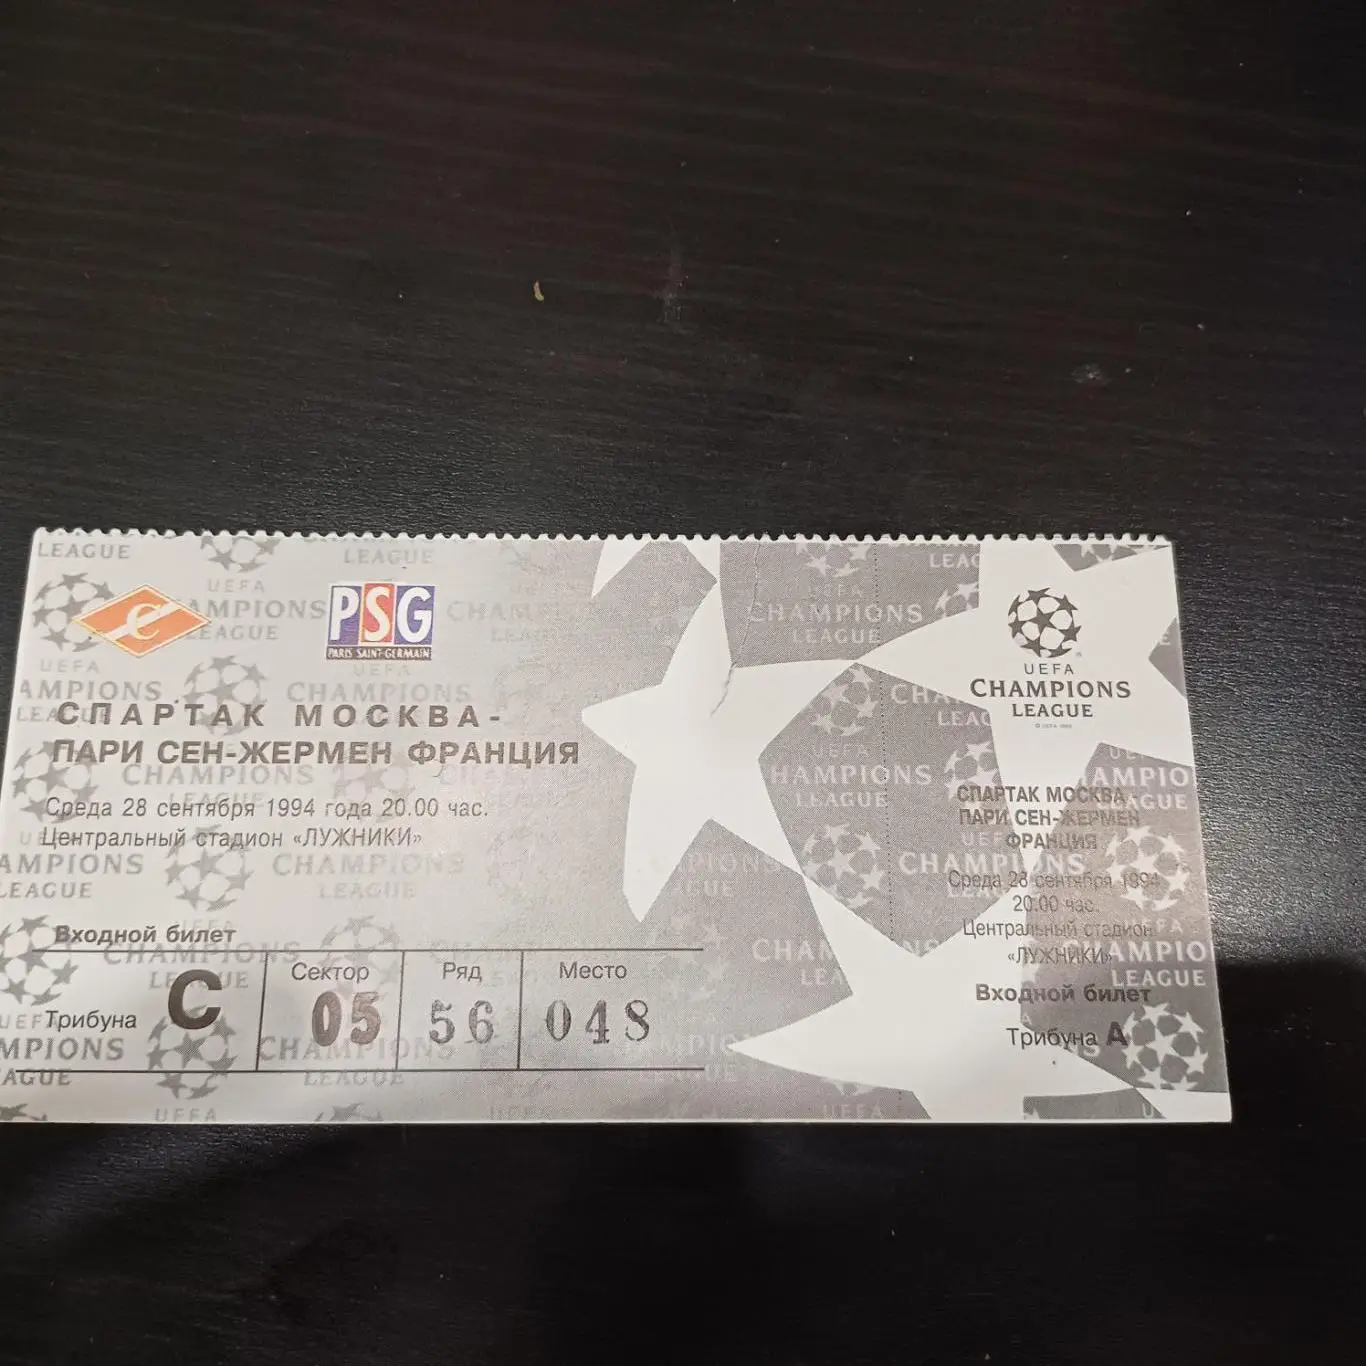 PSG
PARIS SAINT-GERMAIN
СПАРТАК МОСКВА-
ПАРИ СЕН-ЖЕРМЕН ФРАНЦИЯ
Среда 28 сентября 1994 года 20.00 час.
Центральный стадион «ЛУЖНИКИ»
Входной билет
Трибуна С
Сектор 05
Ряд 56
Место 048
UEFA
CHAMPIONS
LEAGUE
СПАРТАК МОСКВА-
ПАРИ СЕН-ЖЕРМЕН
ФРАНЦИЯ
Среда 28 сентября 1994
20.00 час.
Центральный стадион
«ЛУЖНИКИ»
Входной билет
Трибуна А